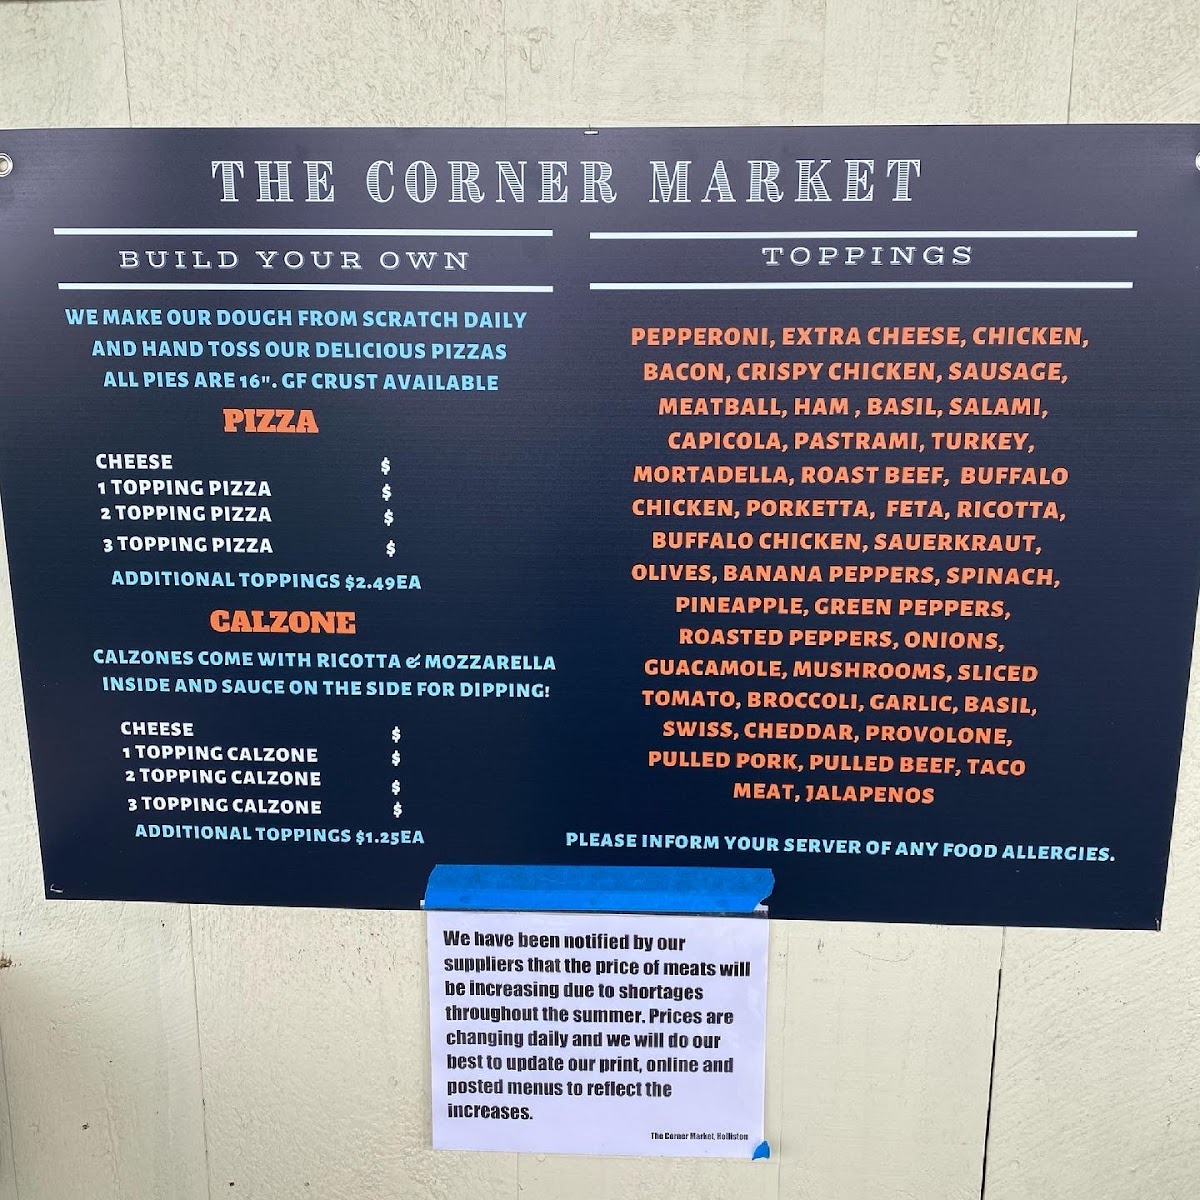 THE CORNER MARKET
BUILD YOUR OWN
WE MAKE OUR DOUGH FROM SCRATCH DAILY
AND HAND TOSS OUR DELICIOUS PIZZAS
ALL PIES ARE 16". GF CRUST AVAILABLE
PIZZA
CHEESE $
1 TOPPING PIZZA $
2 TOPPING PIZZA $
3 TOPPING PIZZA $
ADDITIONAL TOPPINGS $2.49EA
CALZONE
CALZONES COME WITH RICOTTA & MOZZARELLA
INSIDE AND SAUCE ON THE SIDE FOR DIPPING!
CHEESE $
1 TOPPING CALZONE $
2 TOPPING CALZONE $
3 TOPPING CALZONE $
ADDITIONAL TOPPINGS $1.25EA
TOPPINGS
PEPPERONI, EXTRA CHEESE, CHICKEN,
BACON, CRISPY CHICKEN, SAUSAGE,
MEATBALL, HAM , BASIL, SALAMI,
CAPICOLA, PASTRAMI, TURKEY,
MORTADELLA, ROAST BEEF, BUFFALO
CHICKEN, PORKETTA, FETA, RICOTTA,
BUFFALO CHICKEN, SAUERKRAUT,
OLIVES, BANANA PEPPERS, SPINACH,
PINEAPPLE, GREEN PEPPERS,
ROASTED PEPPERS, ONIONS,
GUACAMOLE, MUSHROOMS, SLICED
TOMATO, BROCCOLI, GARLIC, BASIL,
SWISS, CHEDDAR, PROVOLONE,
PULLED PORK, PULLED BEEF, TACO
MEAT, JALAPENOS
PLEASE INFORM YOUR SERVER OF ANY FOOD ALLERGIES.
We have been notified by our
suppliers that the price of meats will
be increasing due to shortages
throughout the summer. Prices are
changing daily and we will do our
best to update our print, online and
posted menus to reflect the
increases.
The Corner Market, Holliston